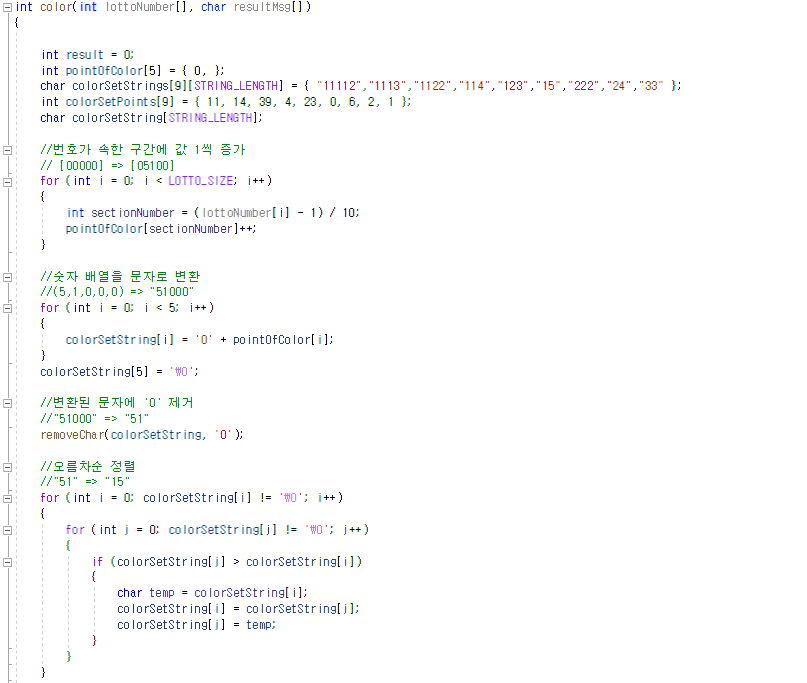 int color(int lottoNumber[], char resultMsg[])
{
int result = 0;
int pointOfColor[5] = { 0, };
char colorSetStrings[9][STRING_LENGTH] = { "11112","1113","1122","114","123","15","222","24","33" };
int colorSetPoints[9] = { 11, 14, 39, 4, 23, 0, 6, 2, 1 };
char colorSetString[STRING_LENGTH];
//번호가 속한 구간에 값 1씩 증가
// [00000] => [05100]
for (int i = 0; i < LOTTO_SIZE; i++)
{
int sectionNumber = (lottoNumber[i] - 1) / 10;
pointOfColor[sectionNumber]++;
}
//숫자 배열을 문자로 변환
//(5,1,0,0,0) => "51000"
for (int i = 0; i < 5; i++)
{
colorSetString[i] = '0' + pointOfColor[i];
}
colorSetString[5] = '₩0';
//변환된 문자에 '0' 제거
//"51000" => "51"
removeChar(colorSetString, '0');
//오름차순 정렬
//"51" => "15"
for (int i = 0; colorSetString[i] != '₩0'; i++)
{
for (int j = 0; colorSetString[j] != '₩0'; j++)
{
if (colorSetString[j] > colorSetString[i])
{
char temp = colorSetString[i];
colorSetString[i] = colorSetString[j];
colorSetString[j] = temp;
}
}
}